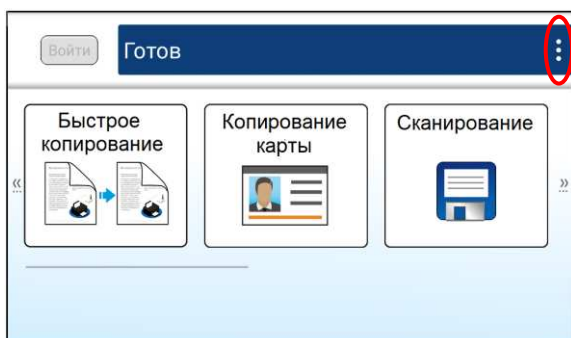 Войти
Готов
Быстрое
копирование
Копирование
карты
Сканирование
«
»